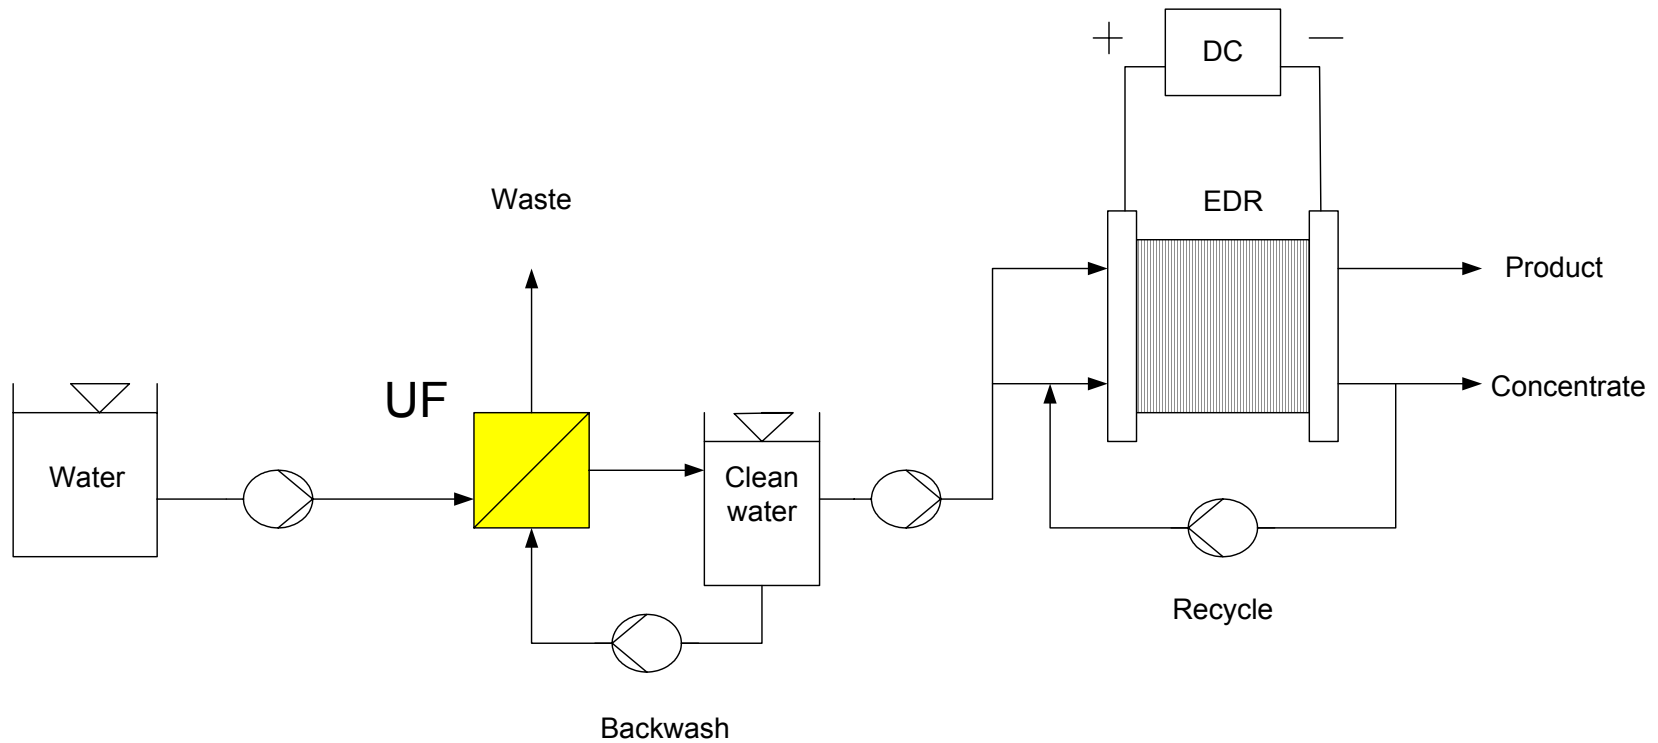 +
DC
—
Waste
EDR
Product
UF
Concentrate
Water
Clean
water
Recycle
Backwash